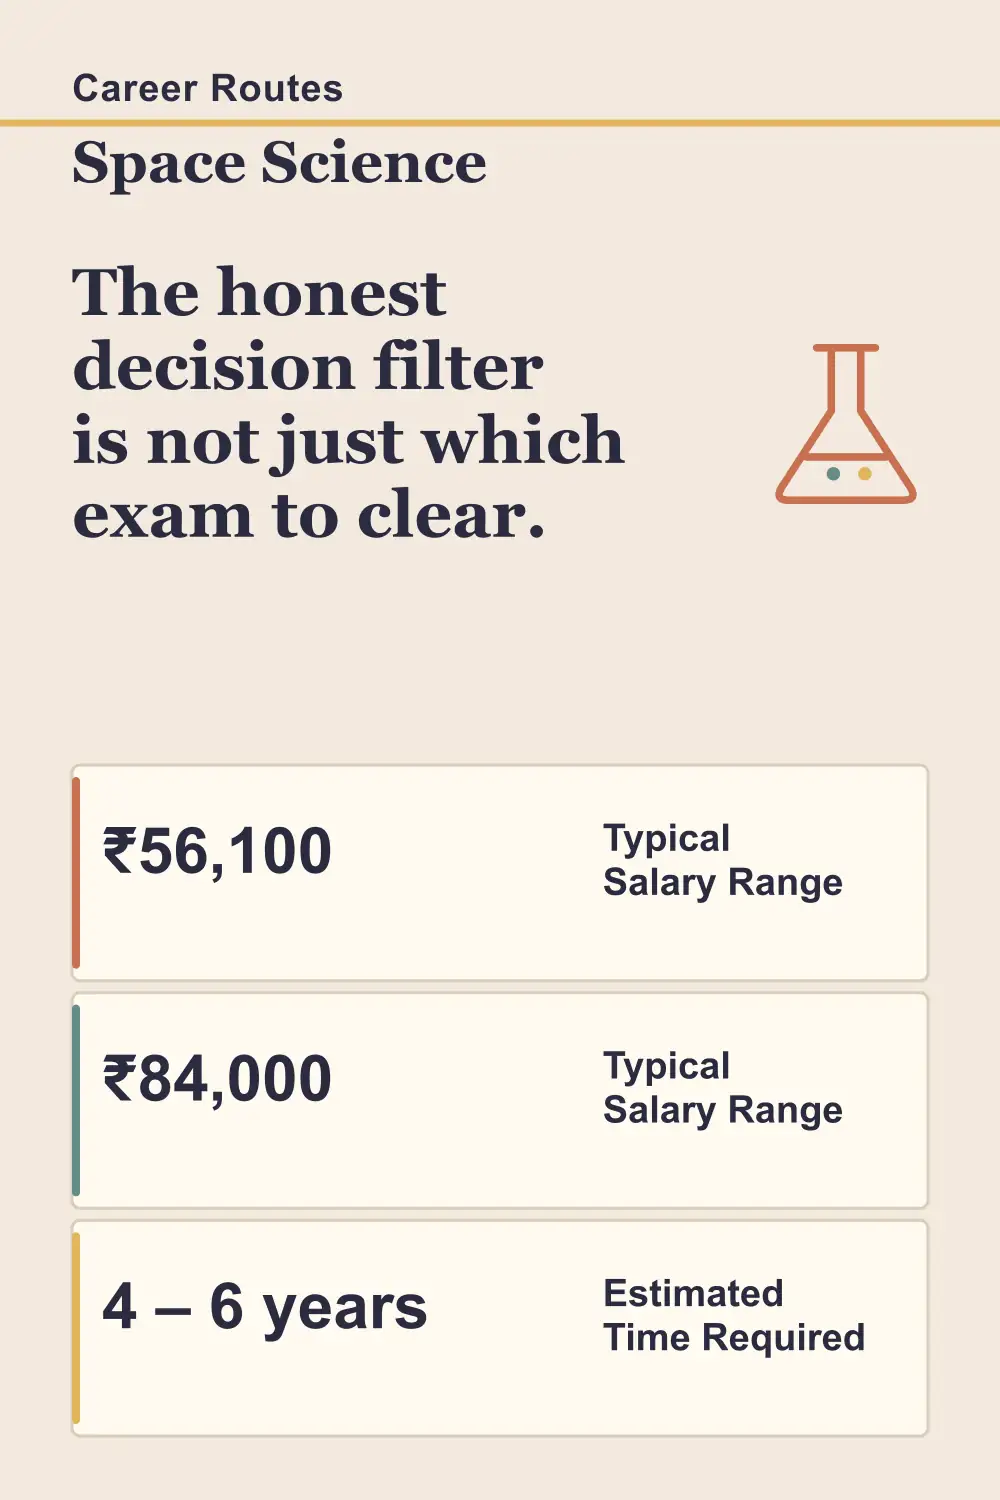 Career Routes
Space Science
The honest
decision filter
is not just which
exam to clear.
₹56,100
Typical
Salary Range
₹84,000
Typical
Salary Range
4 – 6 years
Estimated
Time Required